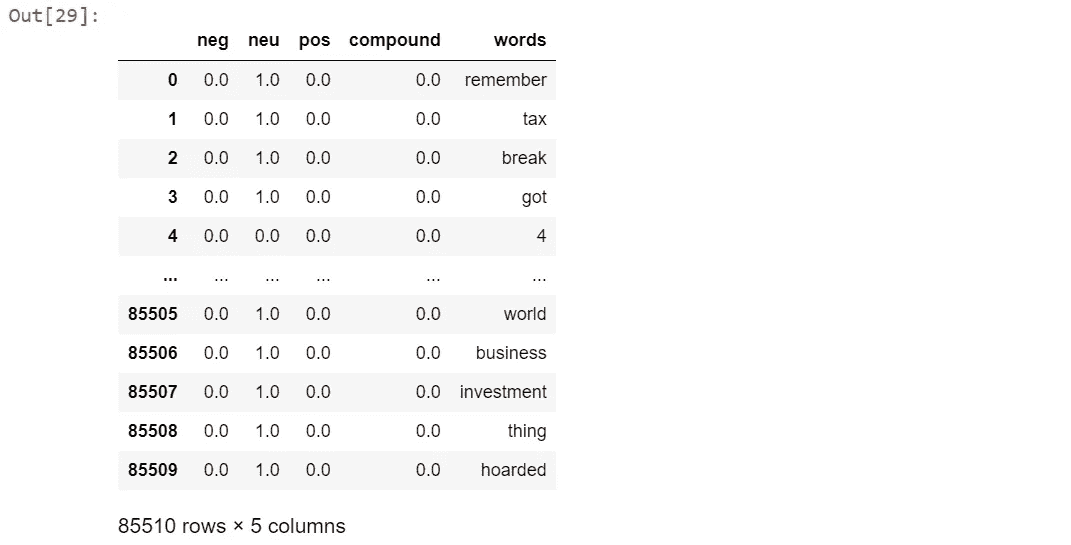 Out[29]:
neg neu pos compound words
0 0.0 1.0 0.0 0.0 remember
1 0.0 1.0 0.0 0.0 tax
2 0.0 1.0 0.0 0.0 break
3 0.0 1.0 0.0 0.0 got
4 0.0 0.0 0.0 0.0 4
... ... ... ... ... ...
85505 0.0 1.0 0.0 0.0 world
85506 0.0 1.0 0.0 0.0 business
85507 0.0 1.0 0.0 0.0 investment
85508 0.0 1.0 0.0 0.0 thing
85509 0.0 1.0 0.0 0.0 hoarded
85510 rows × 5 columns